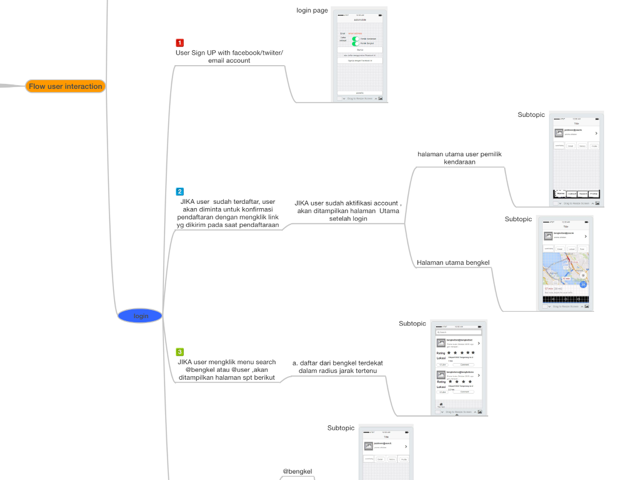 login page
1
User Sign UP with facebook/twiiter/
email account
Flow user interaction
Subtopic
halaman utama user pemilik
kendaraan
2
JIKA user sudah terdaftar, user
akan diminta untuk konfirmasi
pendaftaran dengan mengklik link
yg dikirim pada saat pendaftaraan
JIKA user sudah aktifikasi account ,
akan ditampilkan halaman Utama
setelah login
Subtopic
Halaman utama bengkel
login
Subtopic
3
JIKA user mengklik menu search
@bengkel atau @user ,akan
ditampilkan halaman spt berikut
a. daftar dari bengkel terdekat
dalam radius jarak tertenu
Subtopic
@bengkel